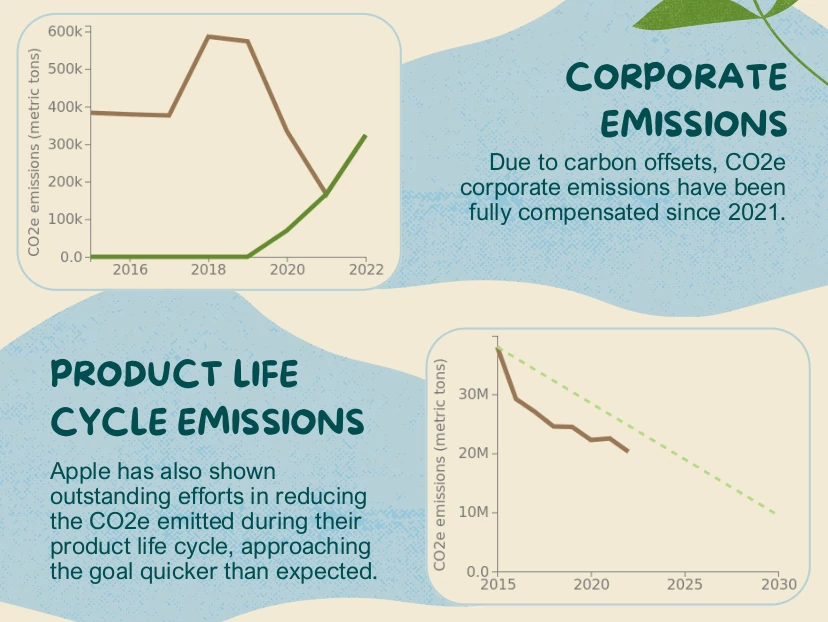 600k
500k
400k
300k
200k
100k
0.0
CO2e emissions (metric tons)
2016 2018 2020 2022
CORPORATE
EMISSIONS
Due to carbon offsets, CO2e
corporate emissions have been
fully compensated since 2021.
PRODUCT LIFE
CYCLE EMISSIONS
Apple has also shown
outstanding efforts in reducing
the CO2e emitted during their
product life cycle, approaching
the goal quicker than expected.
30M
20M
10M
0.0
CO2e emissions (metric tons)
2015 2020 2025 2030